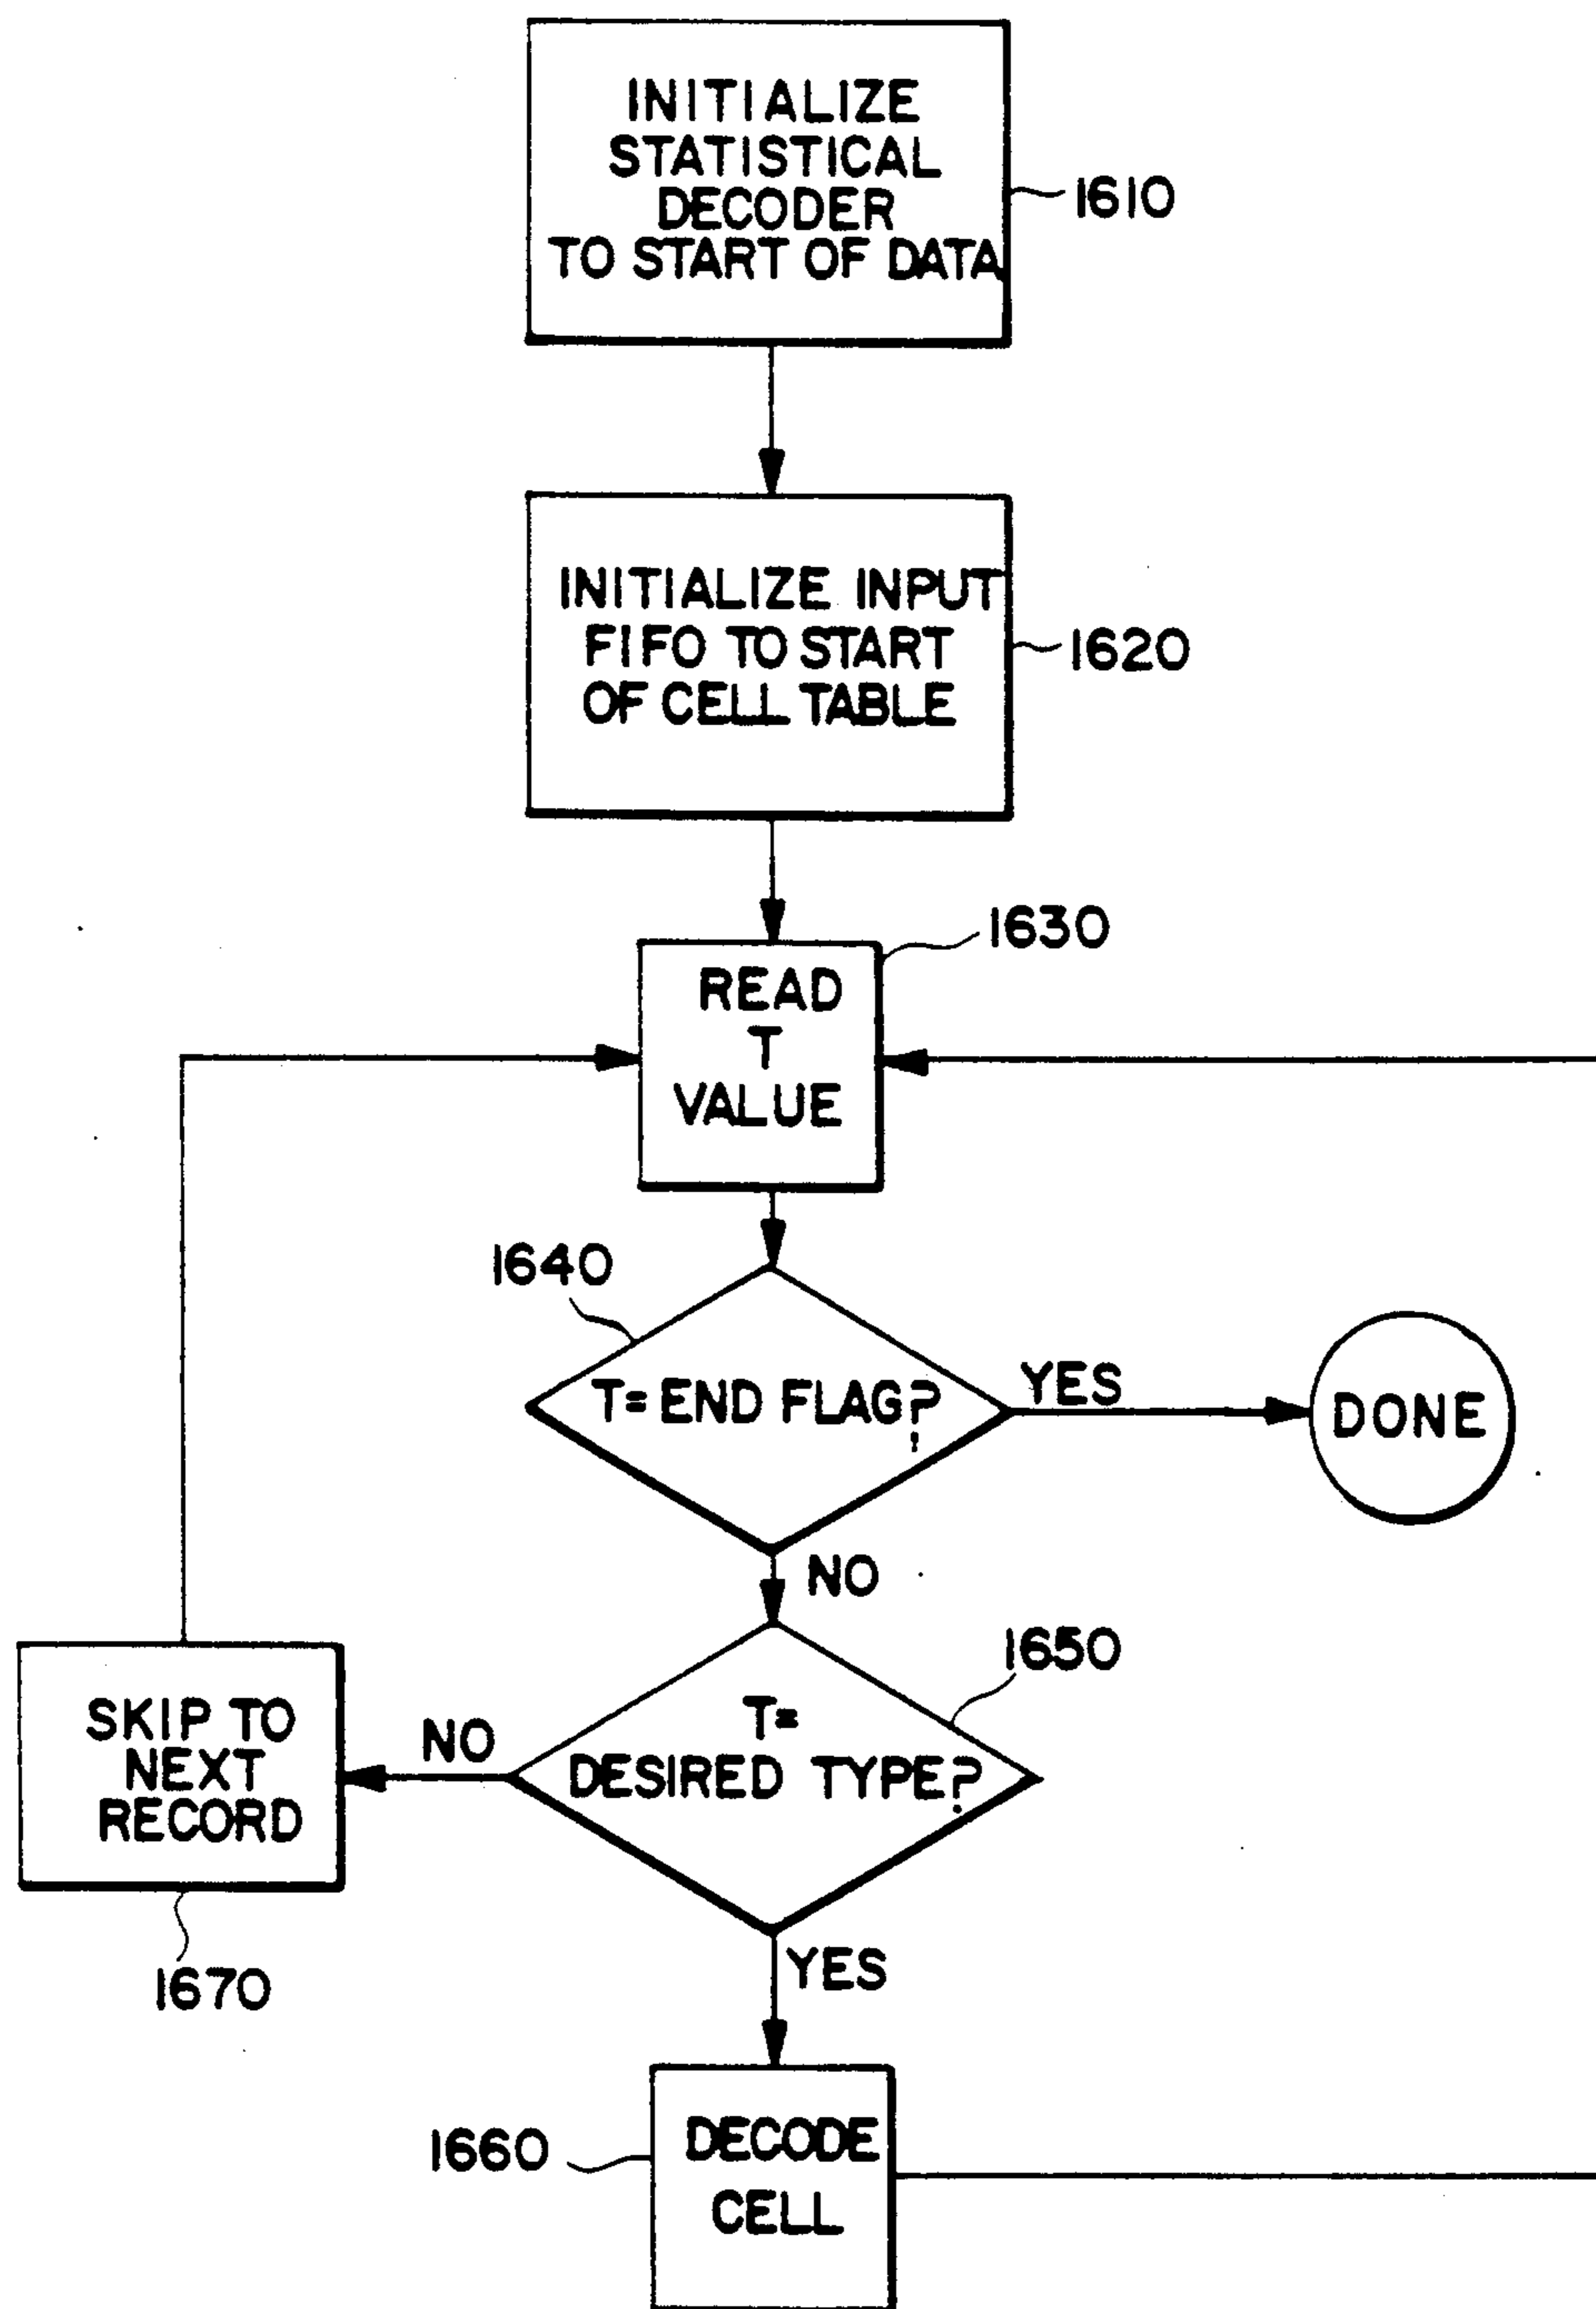 INITIALIZE
STATISTICAL
DECODER
TO START OF DATA
1610
INITIALIZE INPUT
FIFO TO START
OF CELL TABLE
1620
1630
READ
T
VALUE
1640
T= END FLAG?
YES
DONE
NO
1650
T=
DESIRED TYPE?
NO
SKIP TO
NEXT
RECORD
1670
YES
1660
DECODE
CELL